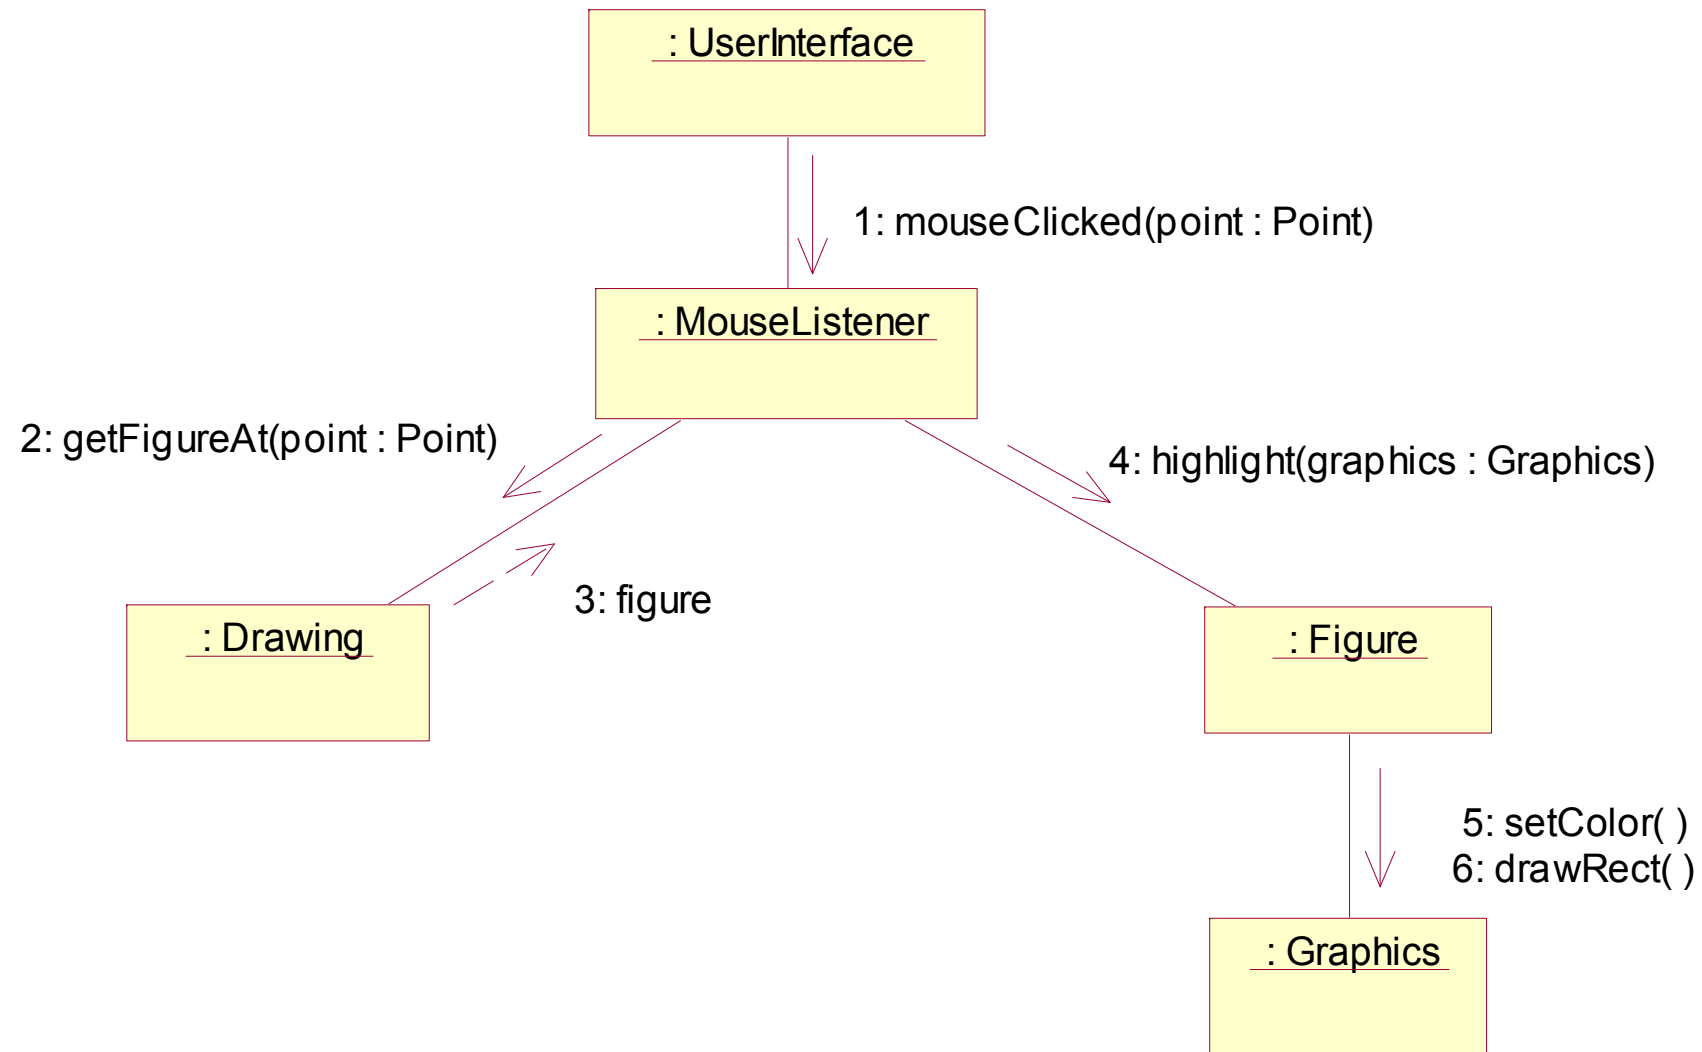 : UserInterface
1: mouseClicked(point : Point)
: MouseListener
2: getFigureAt(point : Point)
4: highlight(graphics : Graphics)
3: figure
: Drawing
: Figure
5: setColor( )
6: drawRect( )
: Graphics